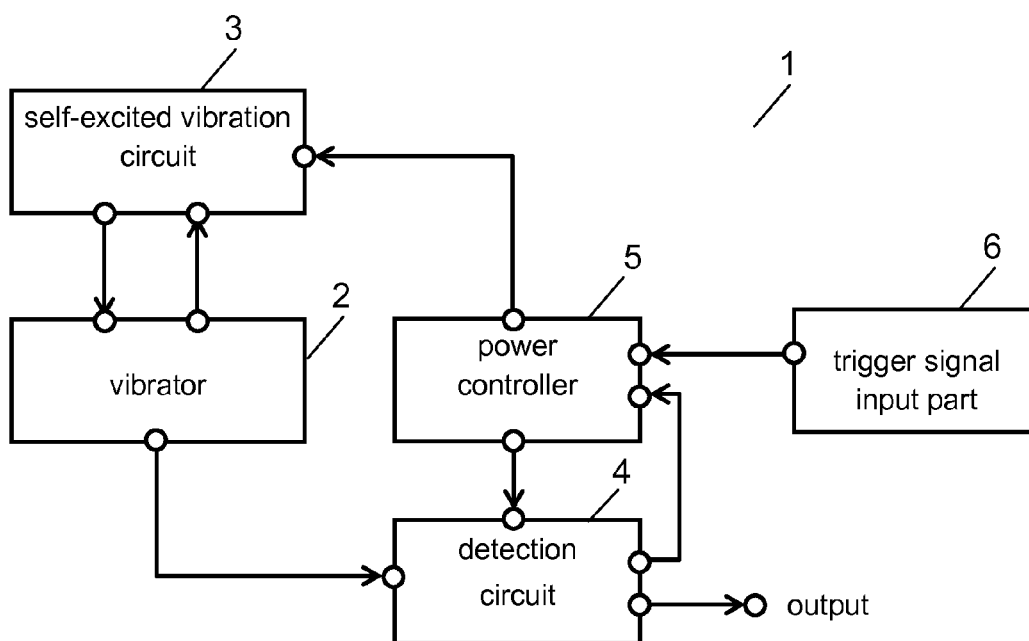 3
1
self-excited vibration
circuit
5
6
2
power
controller
trigger signal
input part
vibrator
4
detection
circuit
output